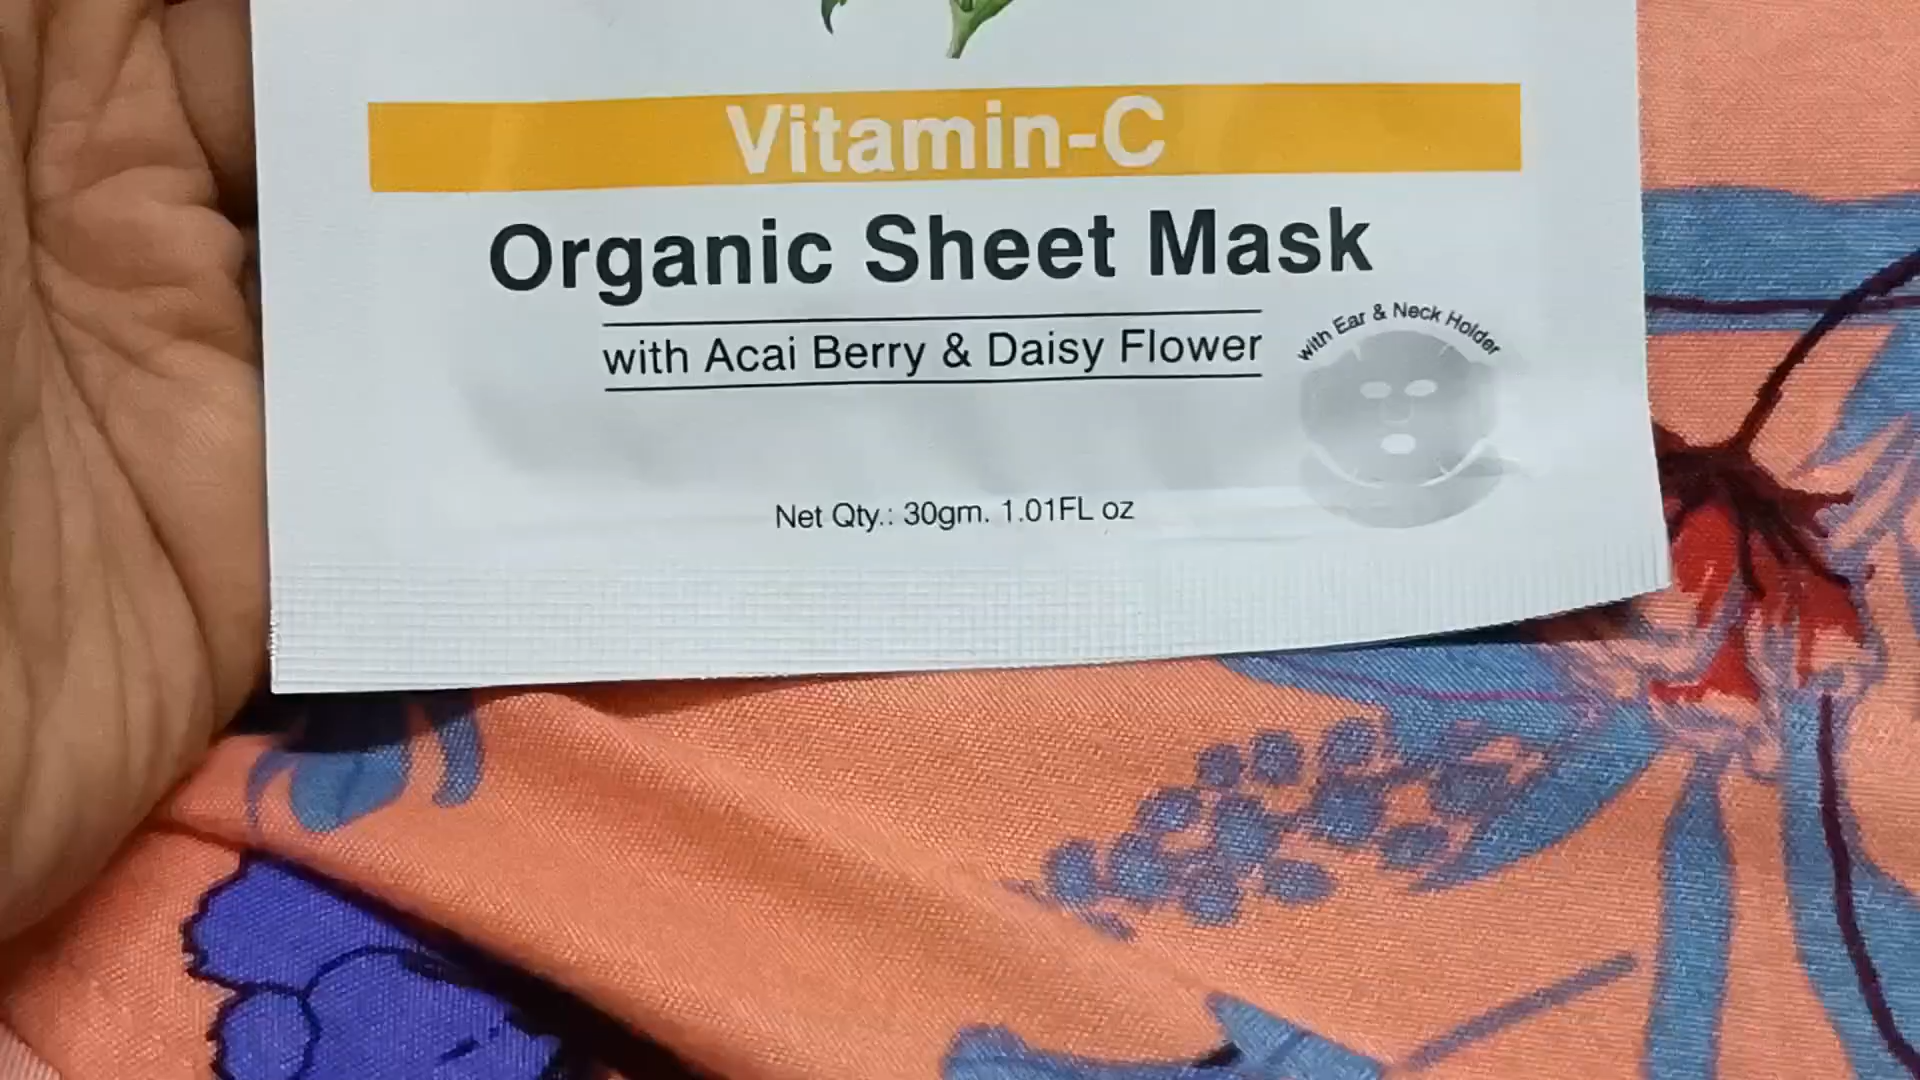 Vitamin-C
Organic Sheet Mask
with Acai Berry & Daisy Flower
with Ear & Neck Holder
Net Qty.: 30gm. 1.01FL oz